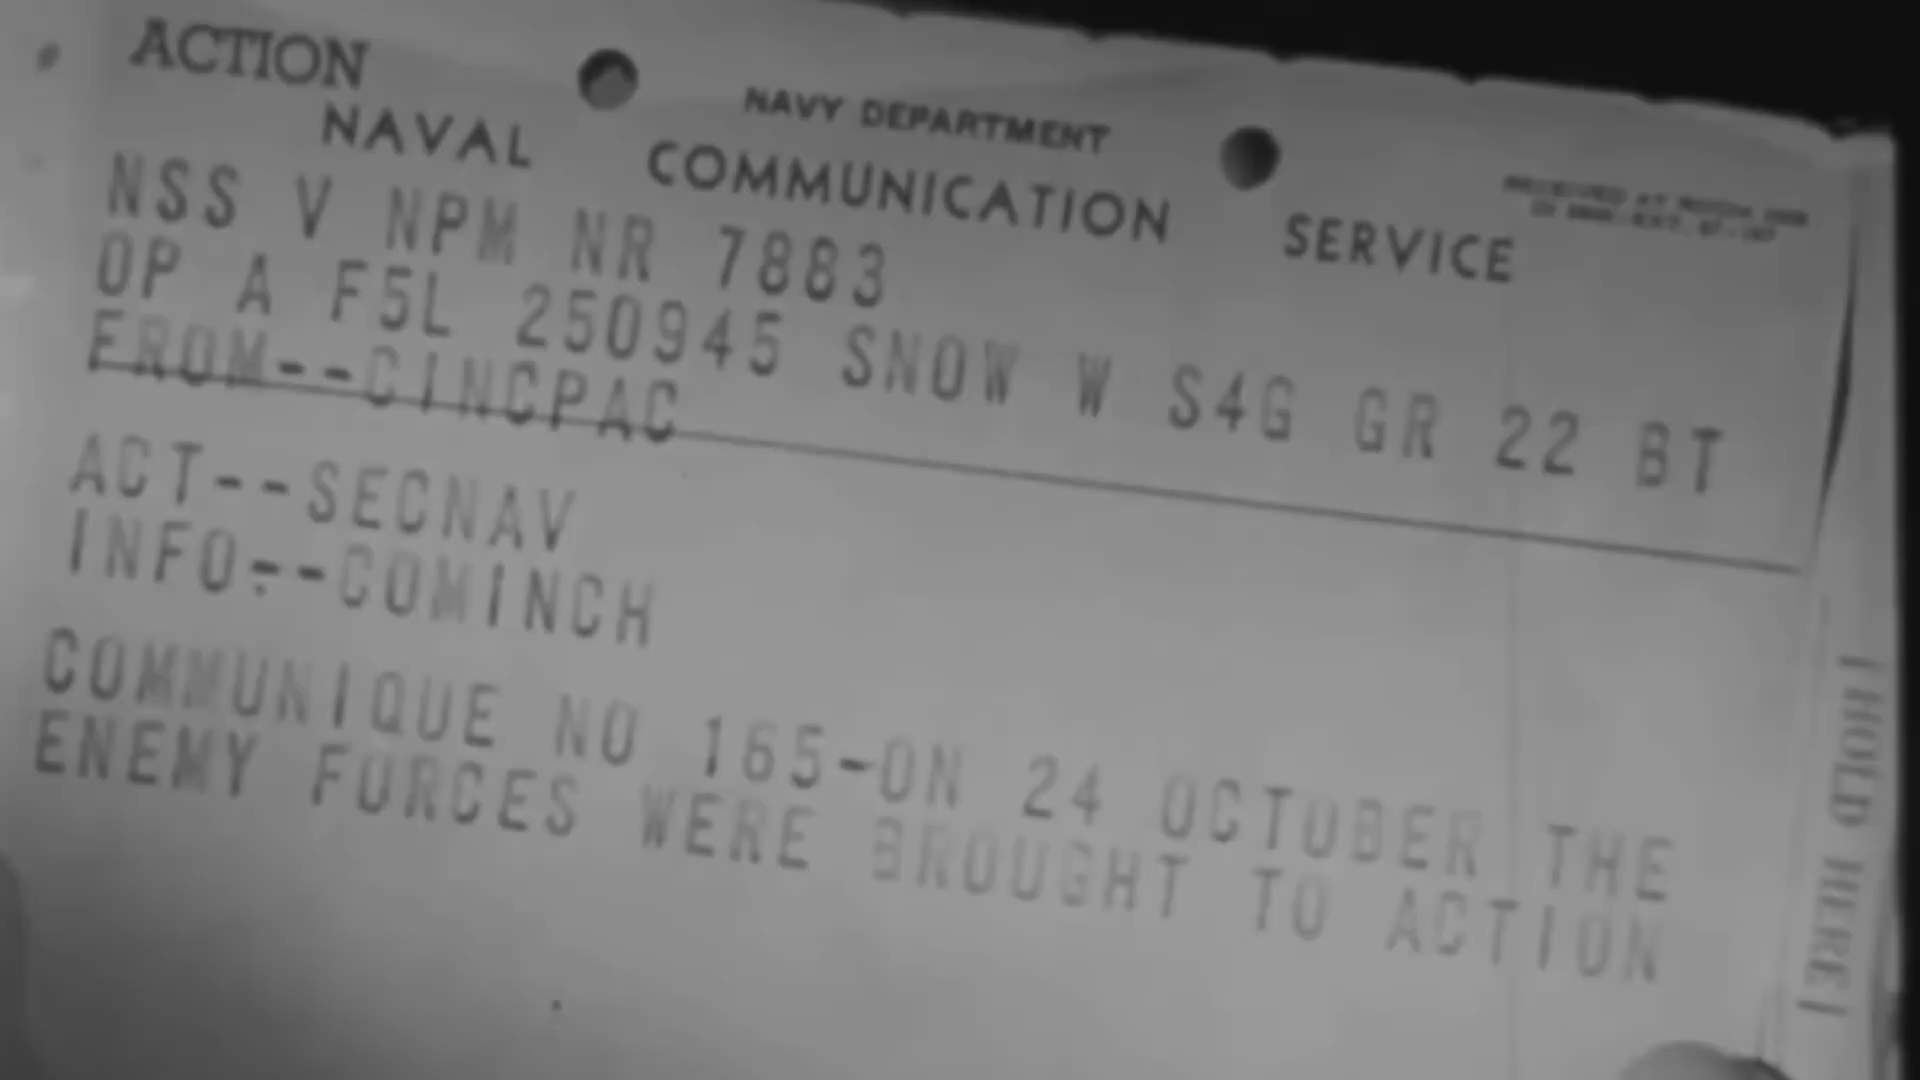 ACTION
NAVY DEPARTMENT
NAVAL COMMUNICATION SERVICE
NSS V NPM NR 7883
OP A F5L 250945 SNOW W S4G GR 22 BT
FROM--CINCPAC
ACT--SECNAV
INFO--COMINCH
COMMUNIQUE NO 165-ON 24 OCTOBER THE
ENEMY FORCES WERE BROUGHT TO ACTION
HOLD HERE